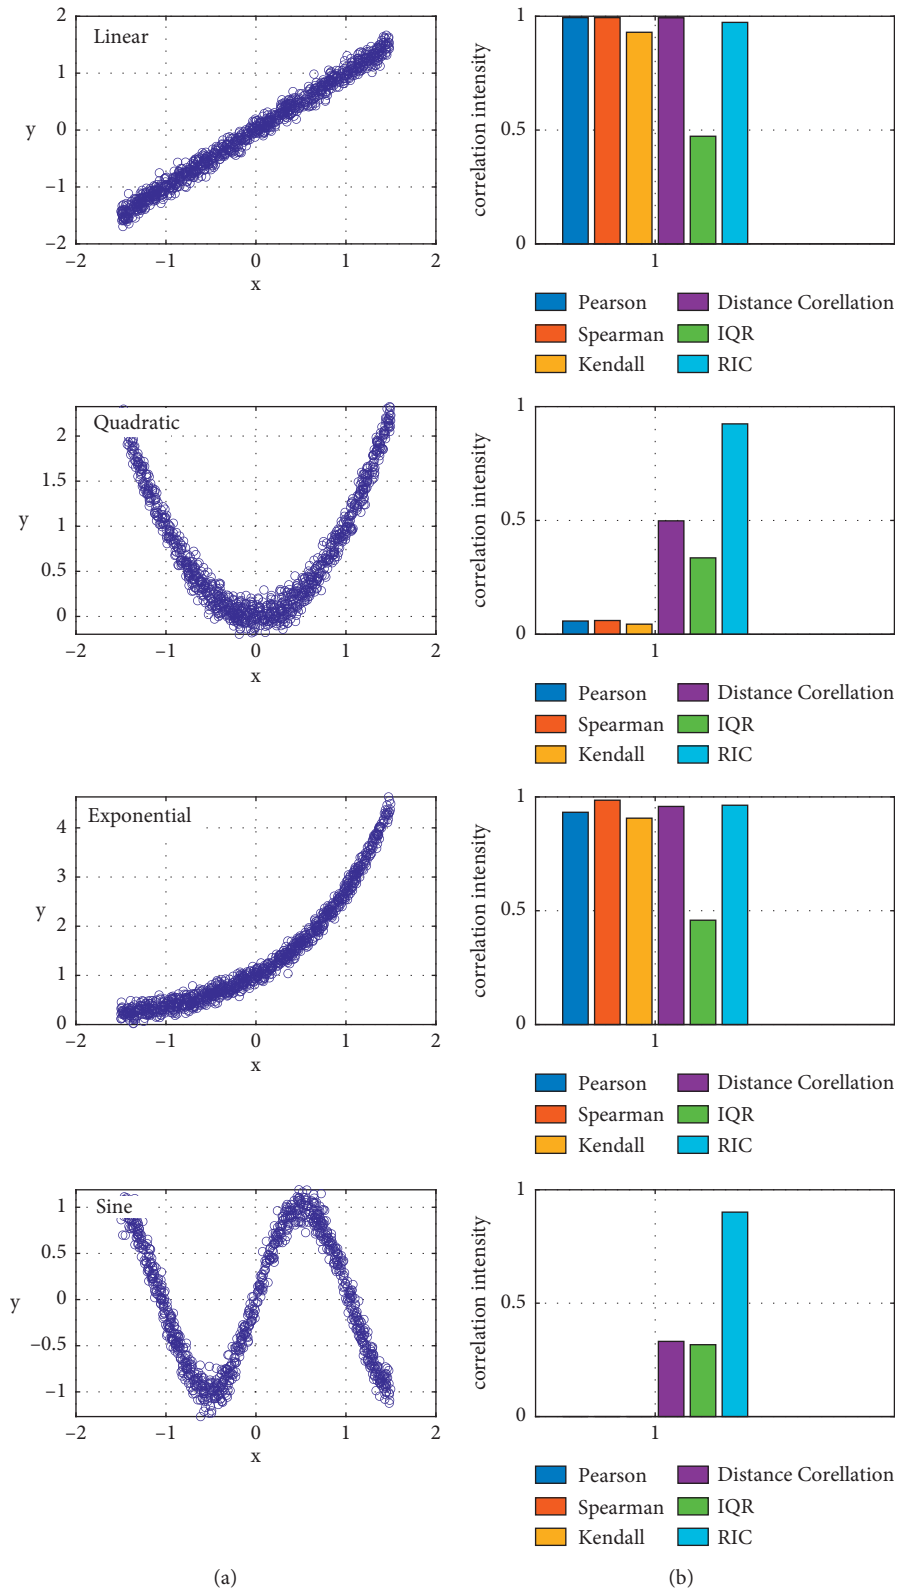 Linear
y
2
1
0
−1
−2
−2 −1 0 1 2
x
correlation intensity
1
0.5
0
1
Pearson Distance Corellation
Spearman IQR
Kendall RIC
Quadratic
y
2
1.5
1
0.5
0
−2 −1 0 1 2
x
correlation intensity
1
0.5
0
1
Pearson Distance Corellation
Spearman IQR
Kendall RIC
Exponential
y
4
3
2
1
0
−2 −1 0 1 2
x
correlation intensity
1
0.5
0
1
Pearson Distance Corellation
Spearman IQR
Kendall RIC
Sine
y
1
0.5
0
−0.5
−1
−2 −1 0 1 2
x
correlation intensity
1
0.5
0
1
Pearson Distance Corellation
Spearman IQR
Kendall RIC
(a) (b)